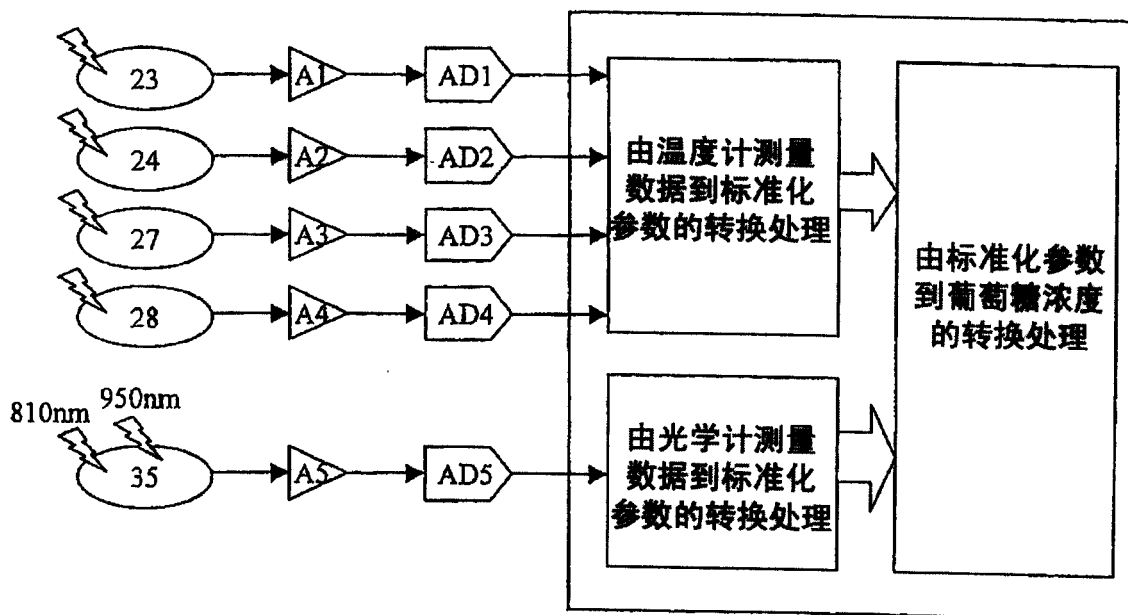 23
A1
AD1
24
A2
AD2
27
A3
AD3
28
A4
AD4
由温度计测量
数据到标准化
参数的转换处理
由标准化参数
到葡萄糖浓度
的转换处理
810nm
950nm
35
A5
AD5
由光学计测量
数据到标准化
参数的转换处理